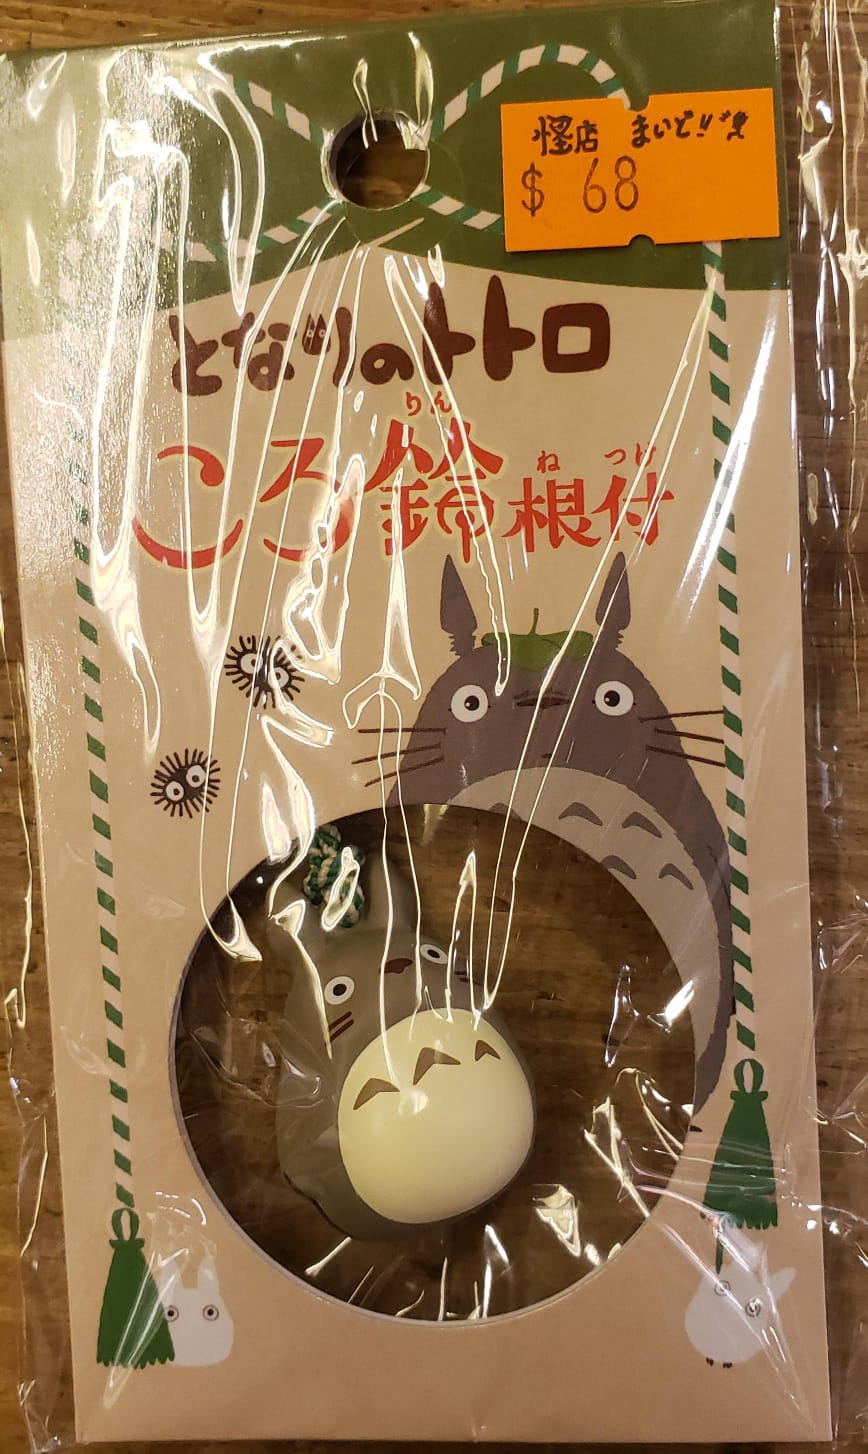 怪店 まいど!!
$ 68
となりのトトロ
りん
ね つけ
ころ鈴根付